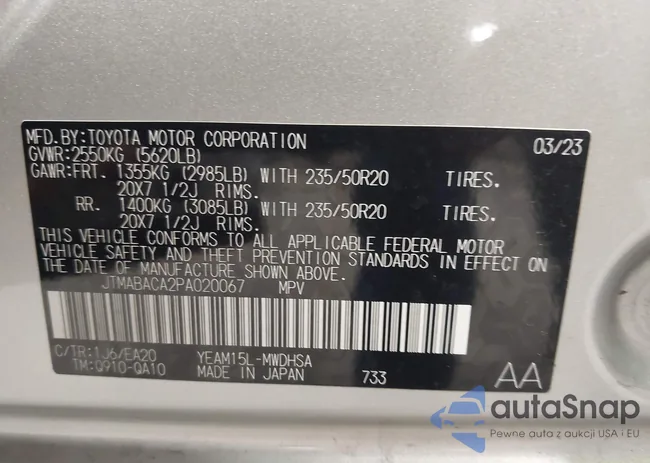 MFD.BY:TOYOTA MOTOR CORPORATION 03/23
GVWR:2550KG (5620LB)
GAWR:FRT. 1355KG (2985LB) WITH 235/50R20 TIRES.
20X7 1/2J RIMS.
RR. 1400KG (3085LB) WITH 235/50R20 TIRES.
20X7 1/2J RIMS.
THIS VEHICLE CONFORMS TO ALL APPLICABLE FEDERAL MOTOR
VEHICLE SAFETY AND THEFT PREVENTION STANDARDS IN EFFECT ON
THE DATE OF MANUFACTURE SHOWN ABOVE.
JTMABACA2PA020067 MPV
C/TR:1J6/EA20 YEAM15L-MWDHSA
TM:Q910-QA10 MADE IN JAPAN 733 AA
autaSnap
Pewne auta z aukcji USA i EU